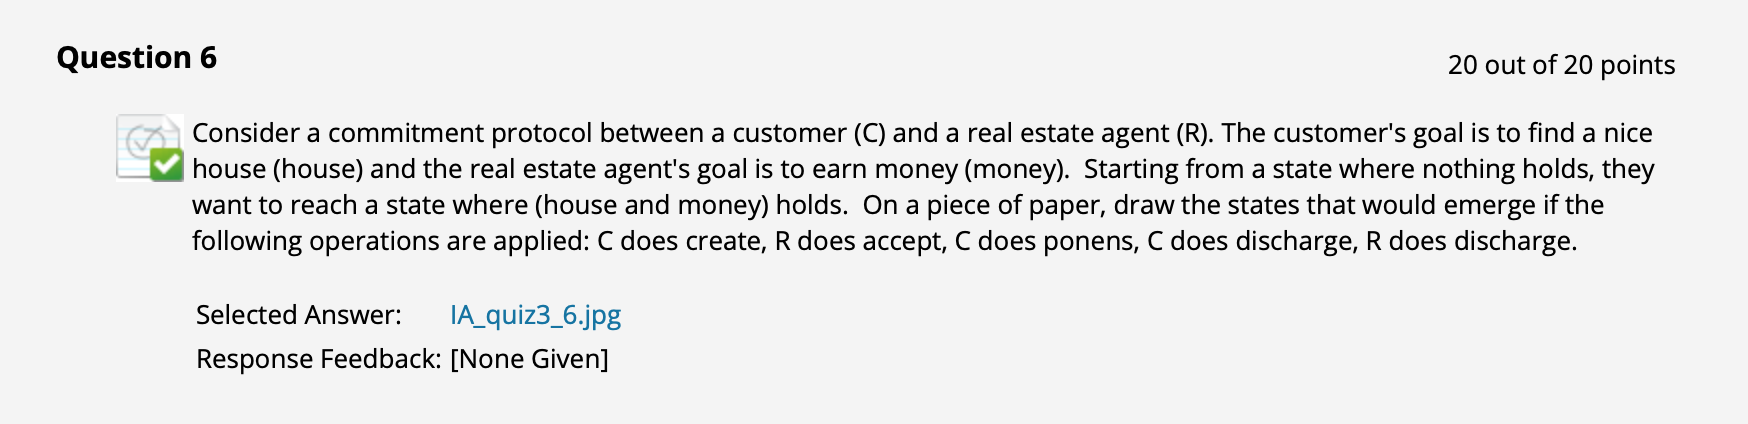 Question 6
20 out of 20 points
Consider a commitment protocol between a customer (C) and a real estate agent (R). The customer's goal is to find a nice
house (house) and the real estate agent's goal is to earn money (money).  Starting from a state where nothing holds, they
want to reach a state where (house and money) holds.  On a piece of paper, draw the states that would emerge if the
following operations are applied: C does create, R does accept, C does ponens, C does discharge, R does discharge.
Selected Answer: IA_quiz3_6.jpg
Response Feedback: [None Given]